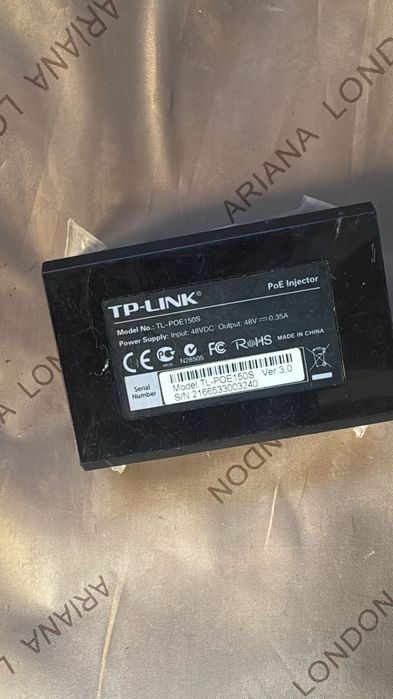 ARIANA LONDON
ARIANA LONDON
TP-LINK®
PoE Injector
Model No.: TL-POE150S
Power Supply: Input: 48VDC Output: 48V 0.35A
CE N28505 FC RoHS MADE IN CHINA
Serial Number
Model:TL-POE150S Ver:3.0
S/N:2166533003240
ARIANA
LONDON
ARIANA
LONDON